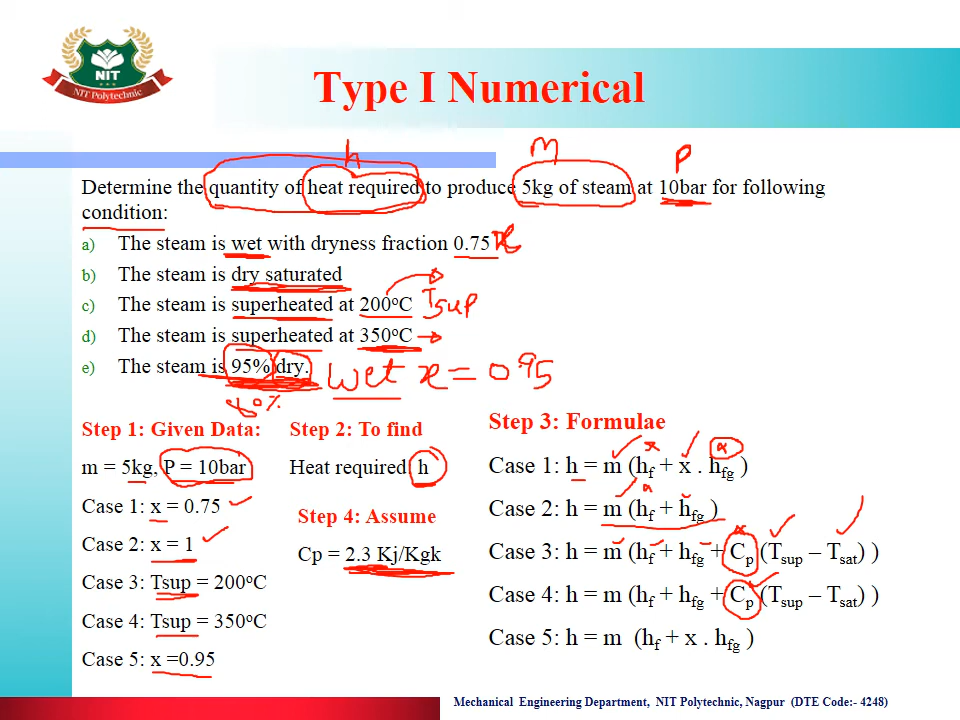 NIT
NIT Polytechnic
Type I Numerical
h
m
P
Determine the quantity of heat required to produce 5kg of steam at 10bar for following
condition:
a) The steam is wet with dryness fraction 0.75 x
b) The steam is dry saturated
c) The steam is superheated at 200°C Tsup
d) The steam is superheated at 350°C
e) The steam is 95% dry. wet x = 0.95
Step 1: Given Data:
m = 5kg, P = 10bar
Case 1: x = 0.75
Case 2: x = 1
Case 3: Tsup = 200°C
Case 4: Tsup = 350°C
Case 5: x =0.95
Step 2: To find
Heat required: h
Step 4: Assume
Cp = 2.3 Kj/Kgk
Step 3: Formulae
Case 1: h = m (hf + x . hfg )
Case 2: h = m (hf + hfg )
Case 3: h = m (hf + hfg + Cp (Tsup – Tsat) )
Case 4: h = m (hf + hfg + Cp (Tsup – Tsat) )
Case 5: h = m (hf + x . hfg )
Mechanical Engineering Department, NIT Polytechnic, Nagpur (DTE Code:- 4248)